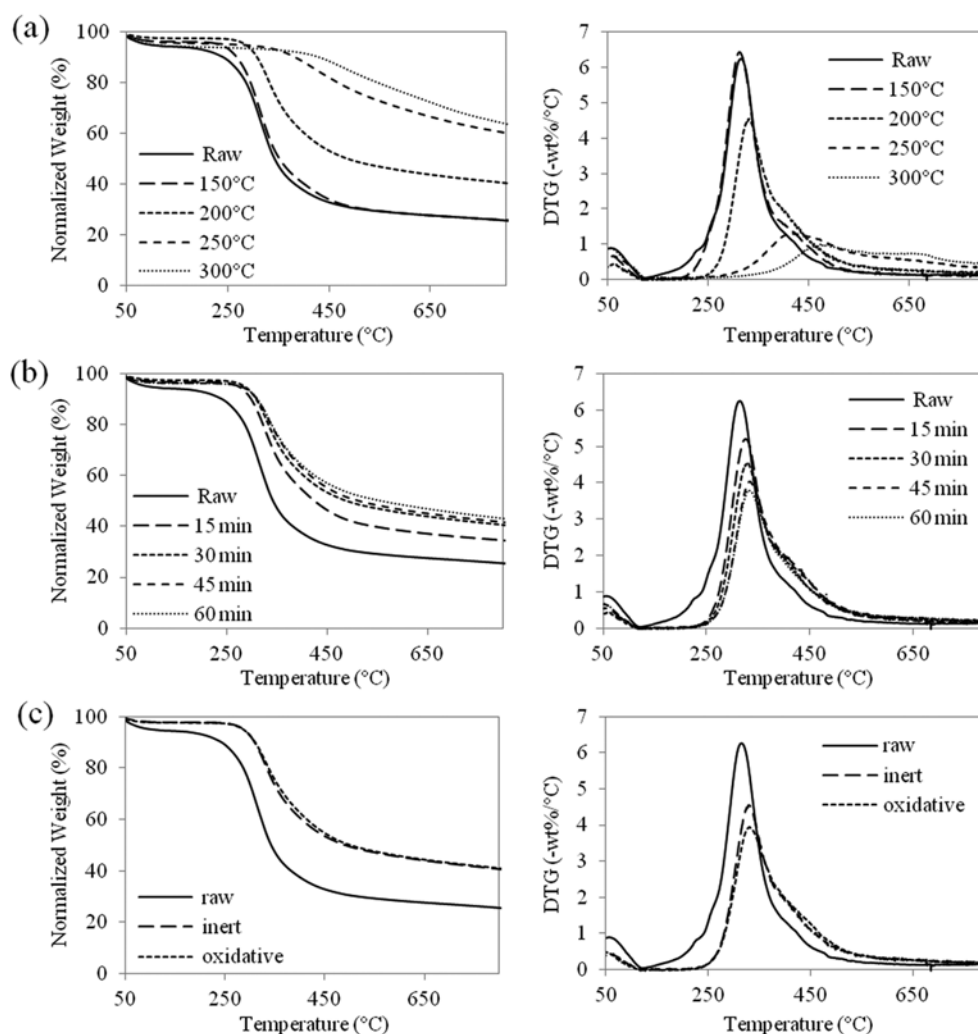 (a)
Normalized Weight (%)
100
80
60
40
20
0
Raw
150°C
200°C
250°C
300°C
50 250 450 650
Temperature (°C)
DTG (-wt%/°C)
7
6
5
4
3
2
1
0
Raw
150°C
200°C
250°C
300°C
50 250 450 650
Temperature (°C)
(b)
Normalized Weight (%)
100
80
60
40
20
0
Raw
15 min
30 min
45 min
60 min
50 250 450 650
Temperature (°C)
DTG (-wt%/°C)
7
6
5
4
3
2
1
0
Raw
15 min
30 min
45 min
60 min
50 250 450 650
Temperature (°C)
(c)
Normalized Weight (%)
100
80
60
40
20
0
raw
inert
oxidative
50 250 450 650
Temperature (°C)
DTG (-wt%/°C)
7
6
5
4
3
2
1
0
raw
inert
oxidative
50 250 450 650
Temperature (°C)